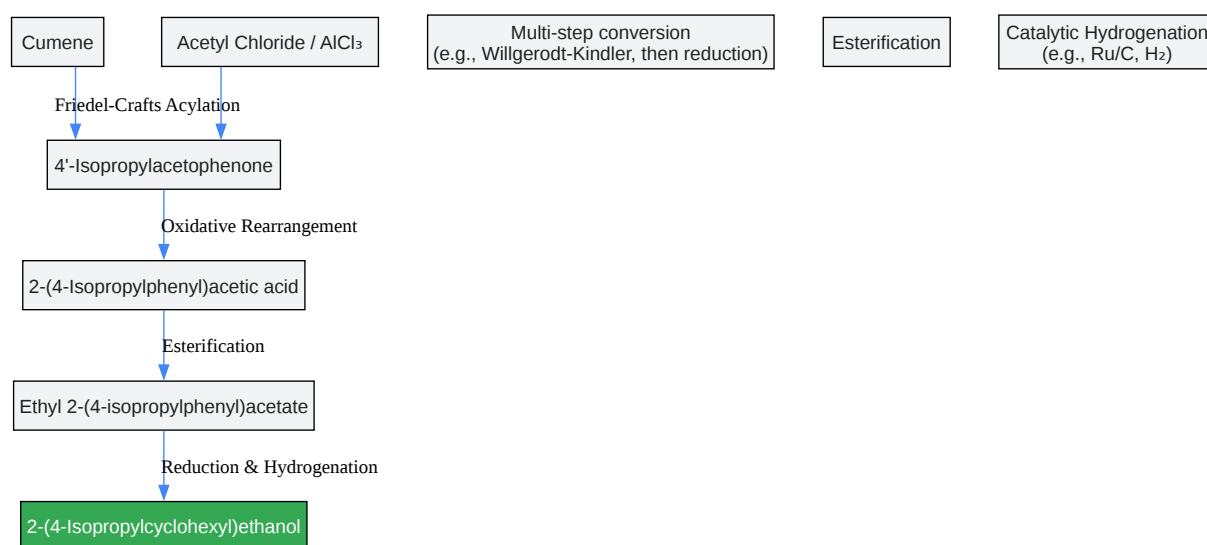 Cumene
Acetyl Chloride / AlCl₃
Multi-step conversion
(e.g., Willgerodt-Kindler, then reduction)
Esterification
Catalytic Hydrogenation
(e.g., Ru/C, H₂)
Friedel-Crafts Acylation
4'-Isopropylacetophenone
Oxidative Rearrangement
2-(4-Isopropylphenyl)acetic acid
Esterification
Ethyl 2-(4-isopropylphenyl)acetate
Reduction & Hydrogenation
2-(4-Isopropylcyclohexyl)ethanol